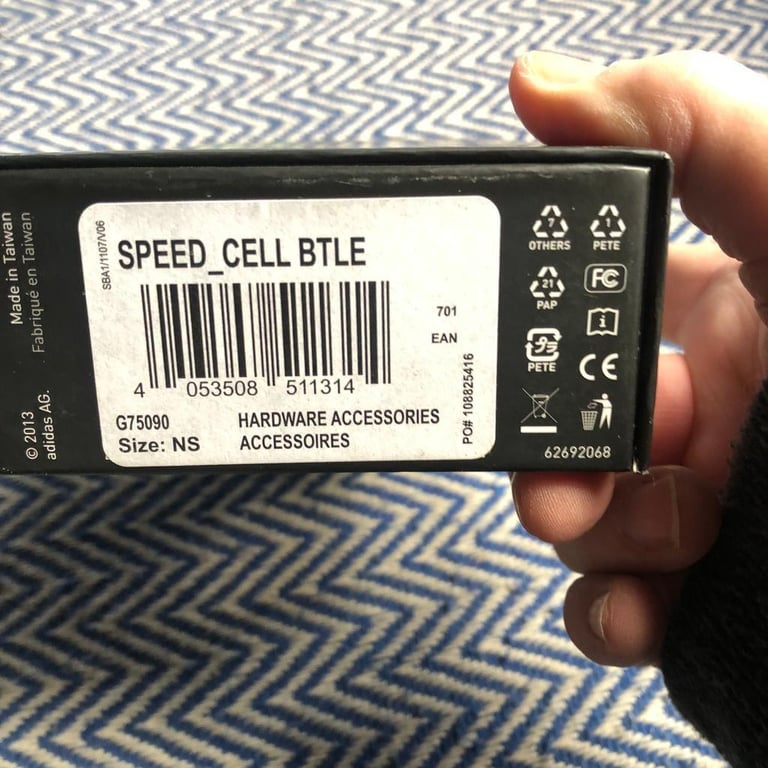 Made in Taiwan
Fabriqué en Taiwan
© 2013
adidas AG.
SBA1/1107/V06
SPEED_CELL BTLE
4 053508 511314
701
EAN
G75090
Size: NS
HARDWARE ACCESSORIES
ACCESSOIRES
PO# 108825416
7
OTHERS
1
PETE
21
PAP
FC
PETE
CE
62692068